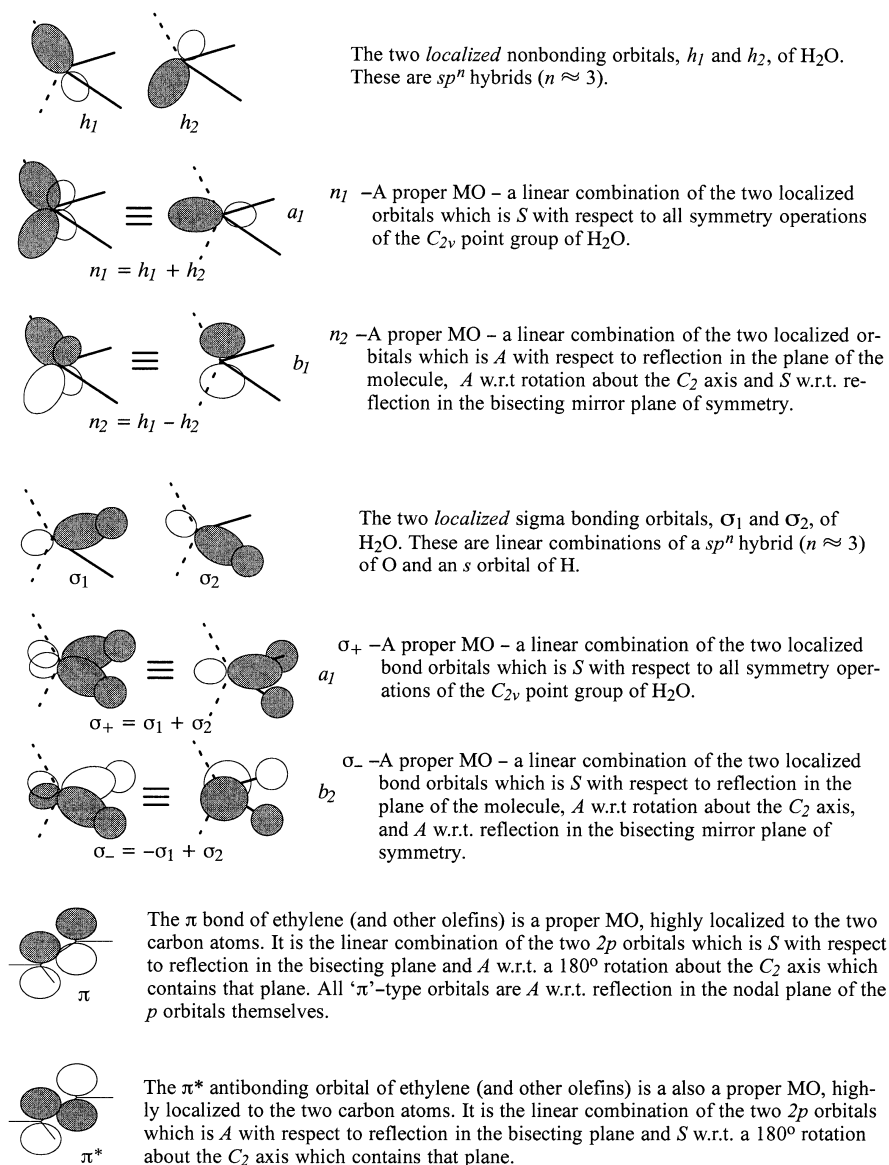 The two localized nonbonding orbitals, h1 and h2, of H2O.
These are spⁿ hybrids (n ≈ 3).
h1
h2
n1 –A proper MO – a linear combination of the two localized
orbitals which is S with respect to all symmetry operations
of the C2v point group of H2O.
≡
a1
n1 = h1 + h2
n2 –A proper MO – a linear combination of the two localized or-
bitals which is A with respect to reflection in the plane of the
molecule, A w.r.t rotation about the C2 axis and S w.r.t. re-
flection in the bisecting mirror plane of symmetry.
≡
b1
n2 = h1 – h2
The two localized sigma bonding orbitals, σ1 and σ2, of
H2O. These are linear combinations of a spⁿ hybrid (n ≈ 3)
of O and an s orbital of H.
σ1
σ2
σ+ –A proper MO – a linear combination of the two localized
bond orbitals which is S with respect to all symmetry oper-
ations of the C2v point group of H2O.
≡
a1
σ+ = σ1 + σ2
σ– –A proper MO – a linear combination of the two localized
bond orbitals which is S with respect to reflection in the
plane of the molecule, A w.r.t rotation about the C2 axis,
and A w.r.t. reflection in the bisecting mirror plane of
symmetry.
≡
b2
σ– = –σ1 + σ2
The π bond of ethylene (and other olefins) is a proper MO, highly localized to the two
carbon atoms. It is the linear combination of the two 2p orbitals which is S with respect
to reflection in the bisecting plane and A w.r.t. a 180º rotation about the C2 axis which
contains that plane. All ‘π’–type orbitals are A w.r.t. reflection in the nodal plane of the
p orbitals themselves.
π
The π* antibonding orbital of ethylene (and other olefins) is a also a proper MO, high-
ly localized to the two carbon atoms. It is the linear combination of the two 2p orbitals
which is A with respect to reflection in the bisecting plane and S w.r.t. a 180º rotation
about the C2 axis which contains that plane.
π*